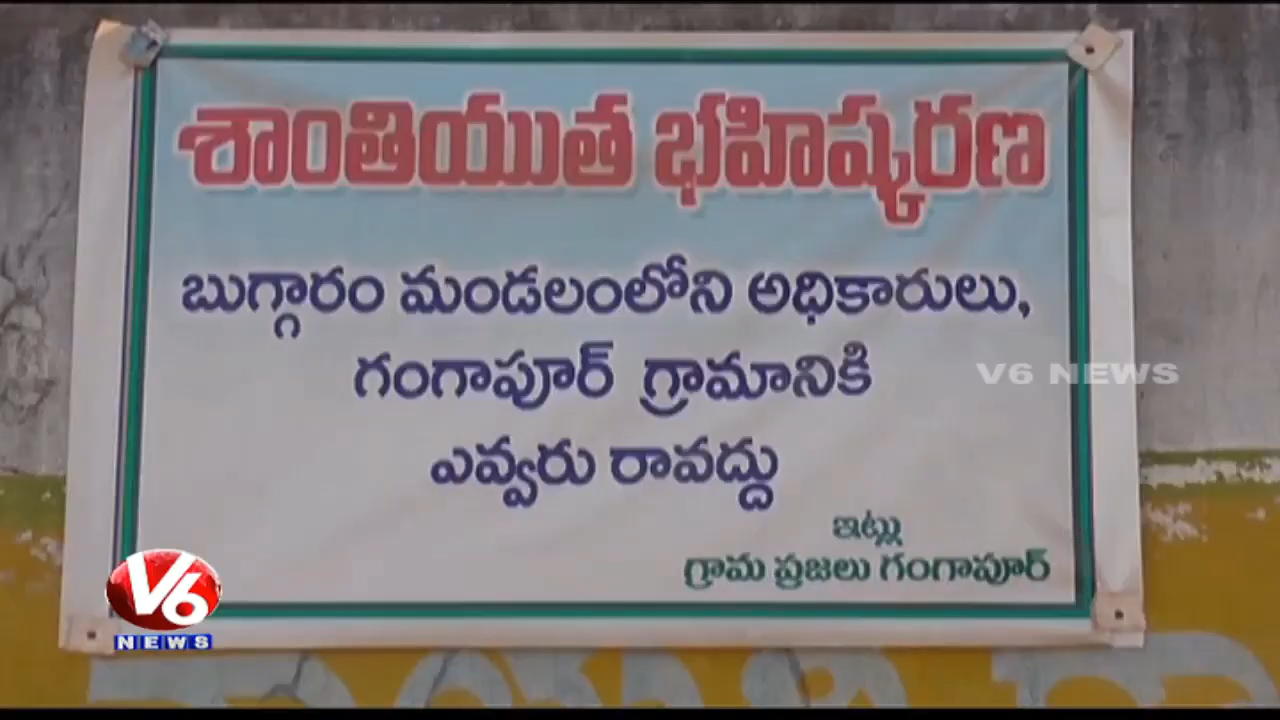 శాంతియుత భహిష్కరణ
బుగ్గారం మండలంలోని అధికారులు,
గంగాపూర్ గ్రామానికి
V6 NEWS
ఎవ్వరు రావద్దు
ఇట్లు
గ్రామ ప్రజలు గంగాపూర్
V6
NEWS